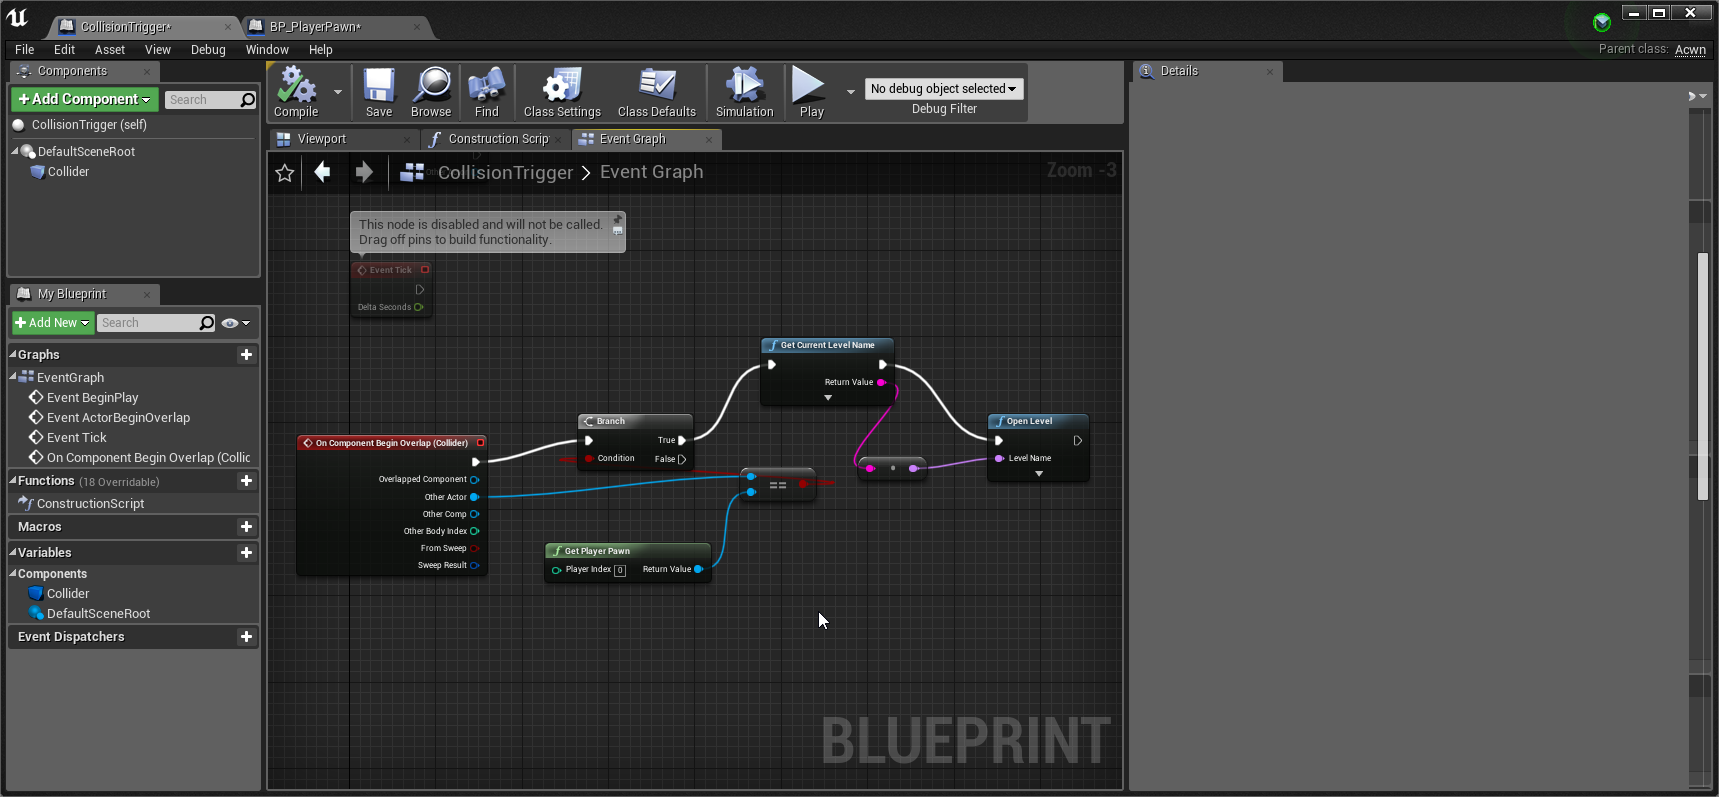 CollisionTrigger*
BP_PlayerPawn*
File Edit Asset View Debug Window Help
Parent class: Acwn
Components
Details
+Add Component
Search
CollisionTrigger (self)
DefaultSceneRoot
Collider
Compile
Save
Browse
Find
Class Settings
Class Defaults
Simulation
Play
No debug object selected
Debug Filter
Viewport
Construction Scrip
Event Graph
CollisionTrigger > Event Graph
Zoom -3
This node is disabled and will not be called.
Drag off pins to build functionality.
Event Tick
Delta Seconds
My Blueprint
+Add New
Search
Graphs
EventGraph
Event BeginPlay
Event ActorBeginOverlap
Event Tick
On Component Begin Overlap (Collic
Functions (18 Overridable)
ConstructionScript
Macros
Variables
Components
Collider
DefaultSceneRoot
Event Dispatchers
On Component Begin Overlap (Collider)
Overlapped Component
Other Actor
Other Comp
Other Body Index
From Sweep
Sweep Result
Branch
True
Condition
False
Get Current Level Name
Return Value
Open Level
Level Name
==
Get Player Pawn
Player Index 0
Return Value
BLUEPRINT